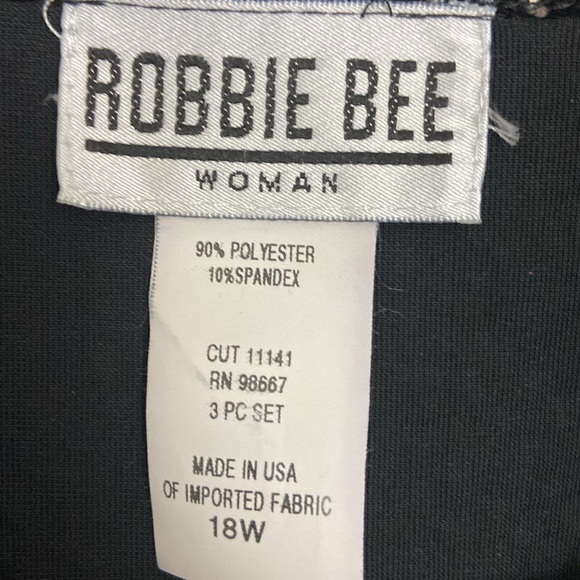 ROBBIE BEE
WOMAN
90% POLYESTER
10%SPANDEX
CUT 11141
RN 98667
3 PC SET
MADE IN USA
OF IMPORTED FABRIC
18W